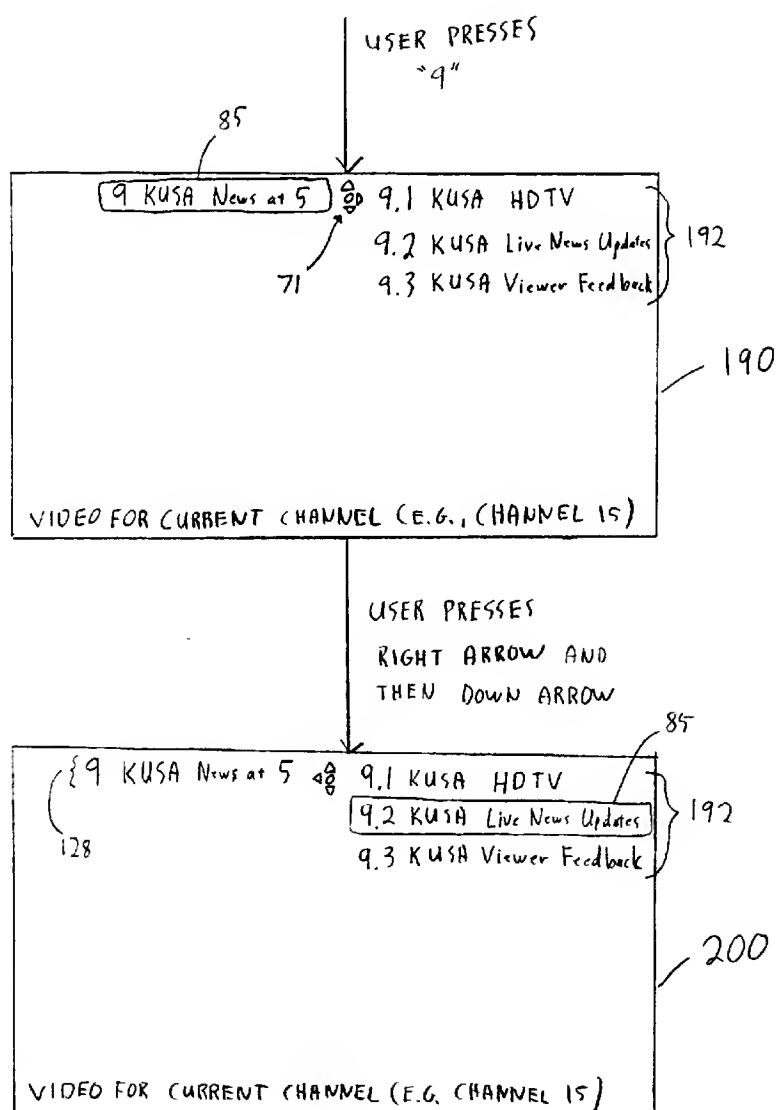 USER PRESSES
"9"
85
9 KUSA News at 5
9.1 KUSA HDTV
9.2 KUSA Live News Updates
9.3 KUSA Viewer Feedback
192
71
190
VIDEO FOR CURRENT CHANNEL (E.G., CHANNEL 15)
USER PRESSES
RIGHT ARROW AND
THEN DOWN ARROW
85
{9 KUSA News at 5
9.1 KUSA HDTV
9.2 KUSA Live News Updates
9.3 KUSA Viewer Feedback
192
128
200
VIDEO FOR CURRENT CHANNEL (E.G. CHANNEL 15)